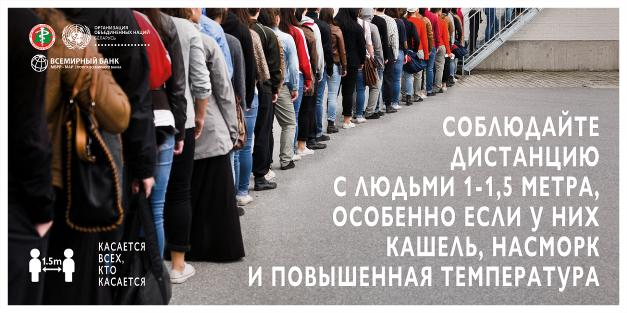 ОРГАНИЗАЦИЯ
ОБЪЕДИНЕННЫХ НАЦИЙ
БЕЛАРУСЬ
ВСЕМИРНЫЙ БАНК
СОБЛЮДАЙТЕ
ДИСТАНЦИЮ
С ЛЮДЬМИ 1-1,5 МЕТРА,
ОСОБЕННО ЕСЛИ У НИХ
КАШЕЛЬ, НАСМОРК
И ПОВЫШЕННАЯ ТЕМПЕРАТУРА
1.5m
КАСАЕТСЯ
ВСЕХ,
КТО
КАСАЕТСЯ